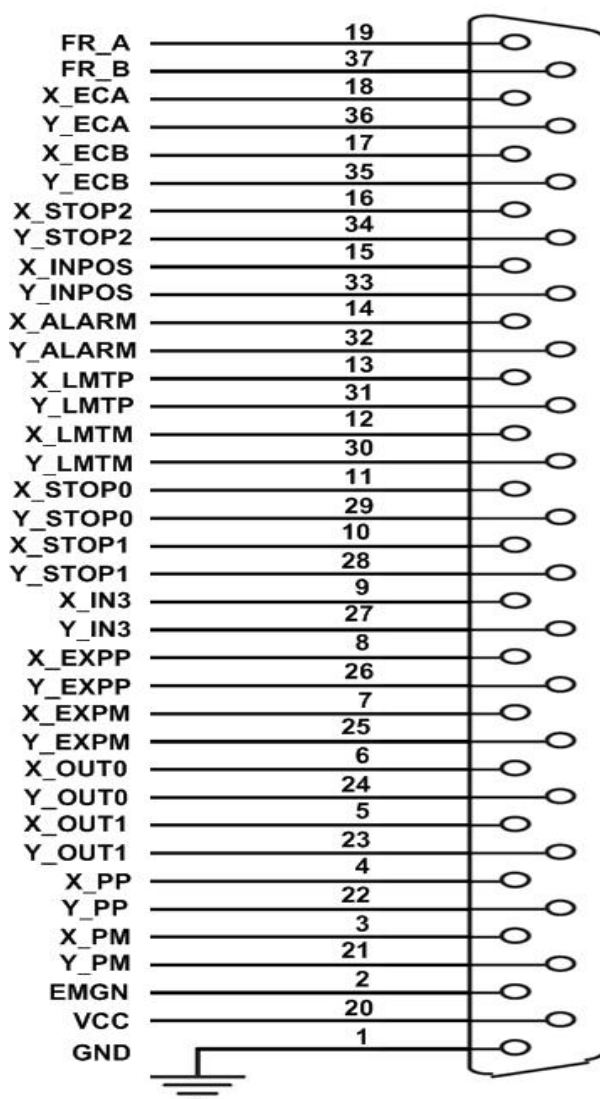 FR_A 19
FR_B 37
X_ECA 18
Y_ECA 36
X_ECB 17
Y_ECB 35
X_STOP2 16
Y_STOP2 34
X_INPOS 15
Y_INPOS 33
X_ALARM 14
Y_ALARM 32
X_LMTP 13
Y_LMTP 31
X_LMTM 12
Y_LMTM 30
X_STOP0 11
Y_STOP0 29
X_STOP1 10
Y_STOP1 28
X_IN3 9
Y_IN3 27
X_EXPP 8
Y_EXPP 26
X_EXPM 7
Y_EXPM 25
X_OUT0 6
Y_OUT0 24
X_OUT1 5
Y_OUT1 23
X_PP 4
Y_PP 22
X_PM 3
Y_PM 21
EMGN 2
VCC 20
GND 1